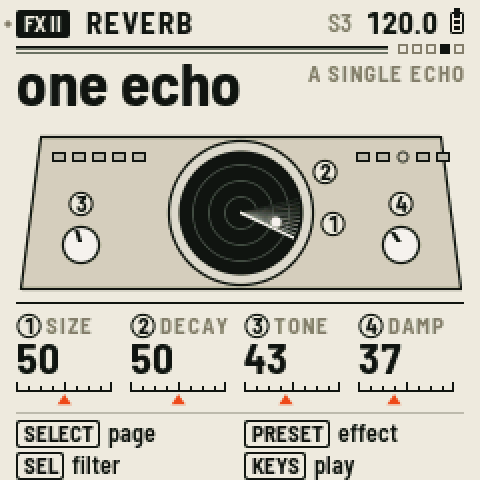 FX II REVERB S3 120.0
one echo A SINGLE ECHO
2
3 1 4
1 SIZE 2 DECAY 3 TONE 4 DAMP
50 50 43 37
SELECT page PRESET effect
SEL filter KEYS play